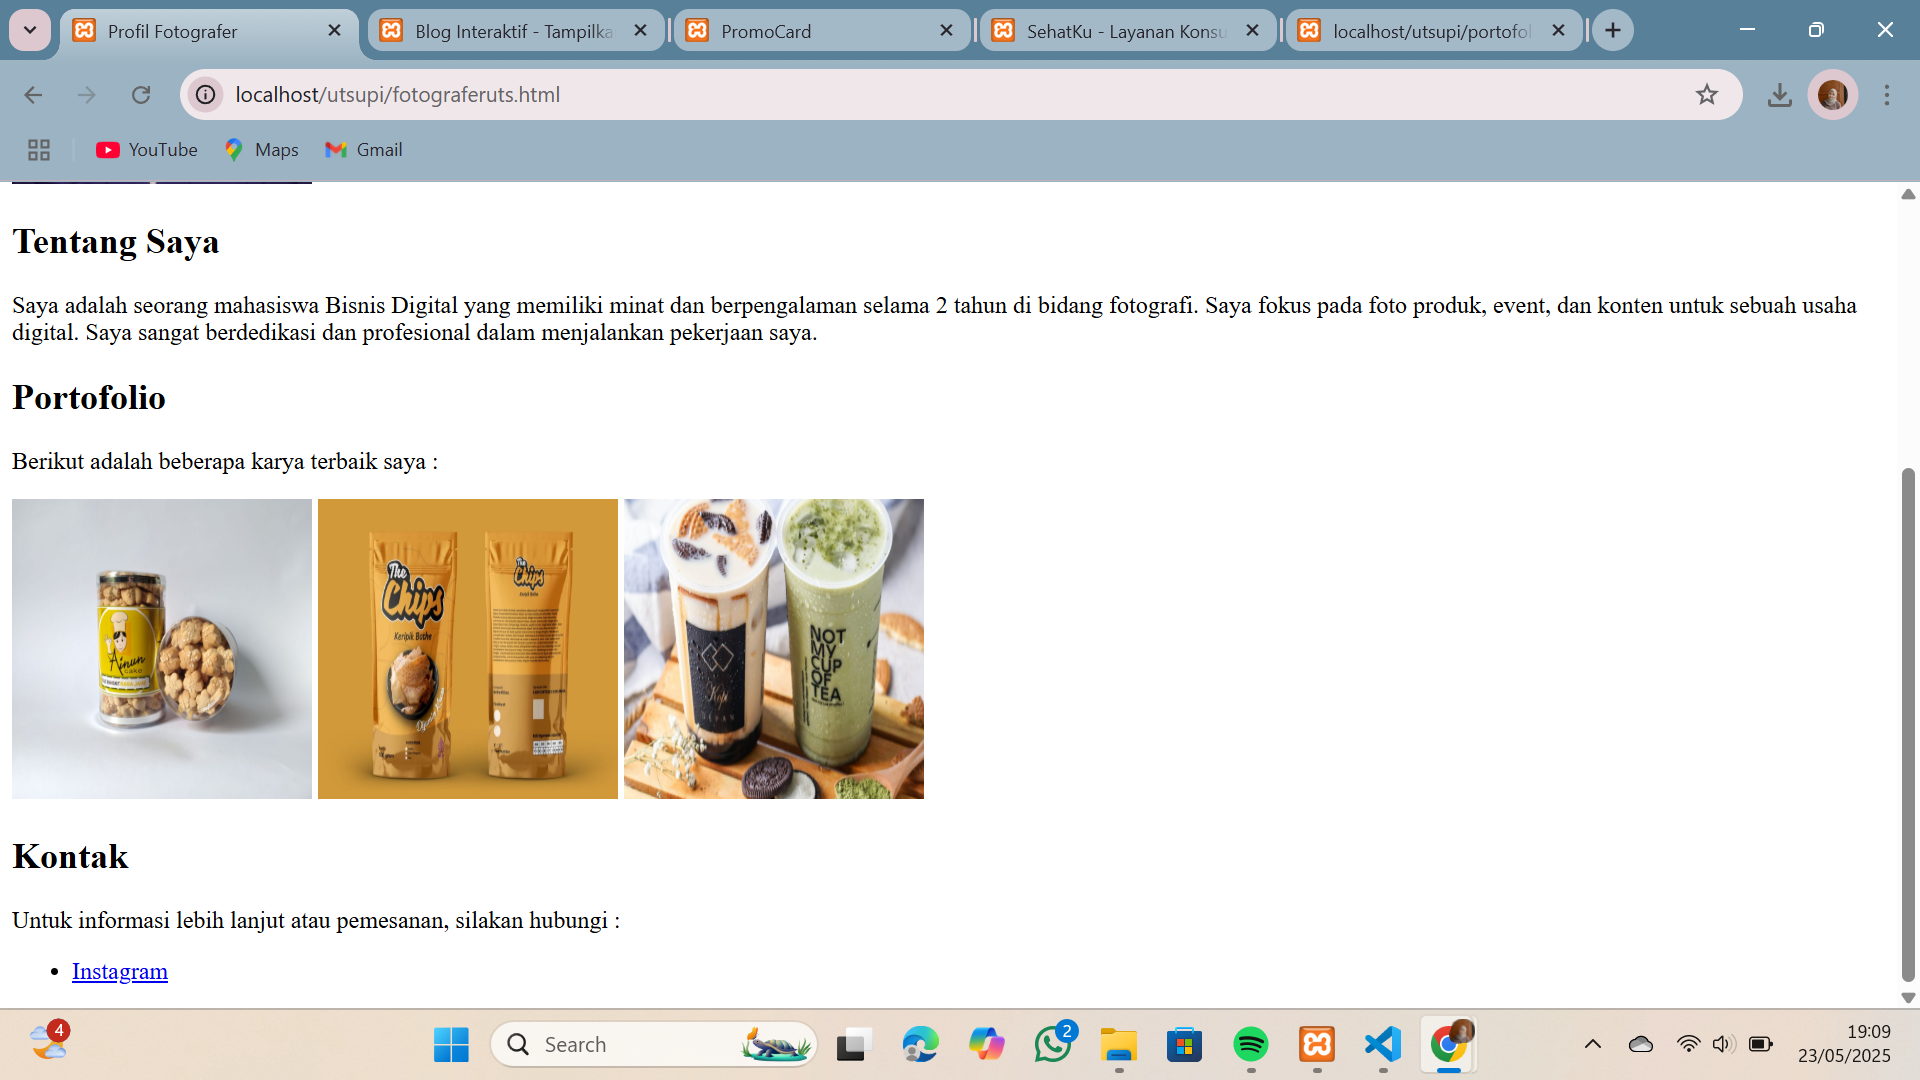 Profil Fotografer
Blog Interaktif - Tampilka
PromoCard
SehatKu - Layanan Konsu
localhost/utsupi/portofol
localhost/utsupi/fotograferuts.html
YouTube
Maps
Gmail
Tentang Saya
Saya adalah seorang mahasiswa Bisnis Digital yang memiliki minat dan berpengalaman selama 2 tahun di bidang fotografi. Saya fokus pada foto produk, event, dan konten untuk sebuah usaha
digital. Saya sangat berdedikasi dan profesional dalam menjalankan pekerjaan saya.
Portofolio
Berikut adalah beberapa karya terbaik saya :
Ainun
cake
The
Chips
Keripik Bothe
The
Chips
Kopi
NOT
MY
CUP
OF
TEA
Kontak
Untuk informasi lebih lanjut atau pemesanan, silakan hubungi :
Instagram
4
Search
2
19:09
23/05/2025